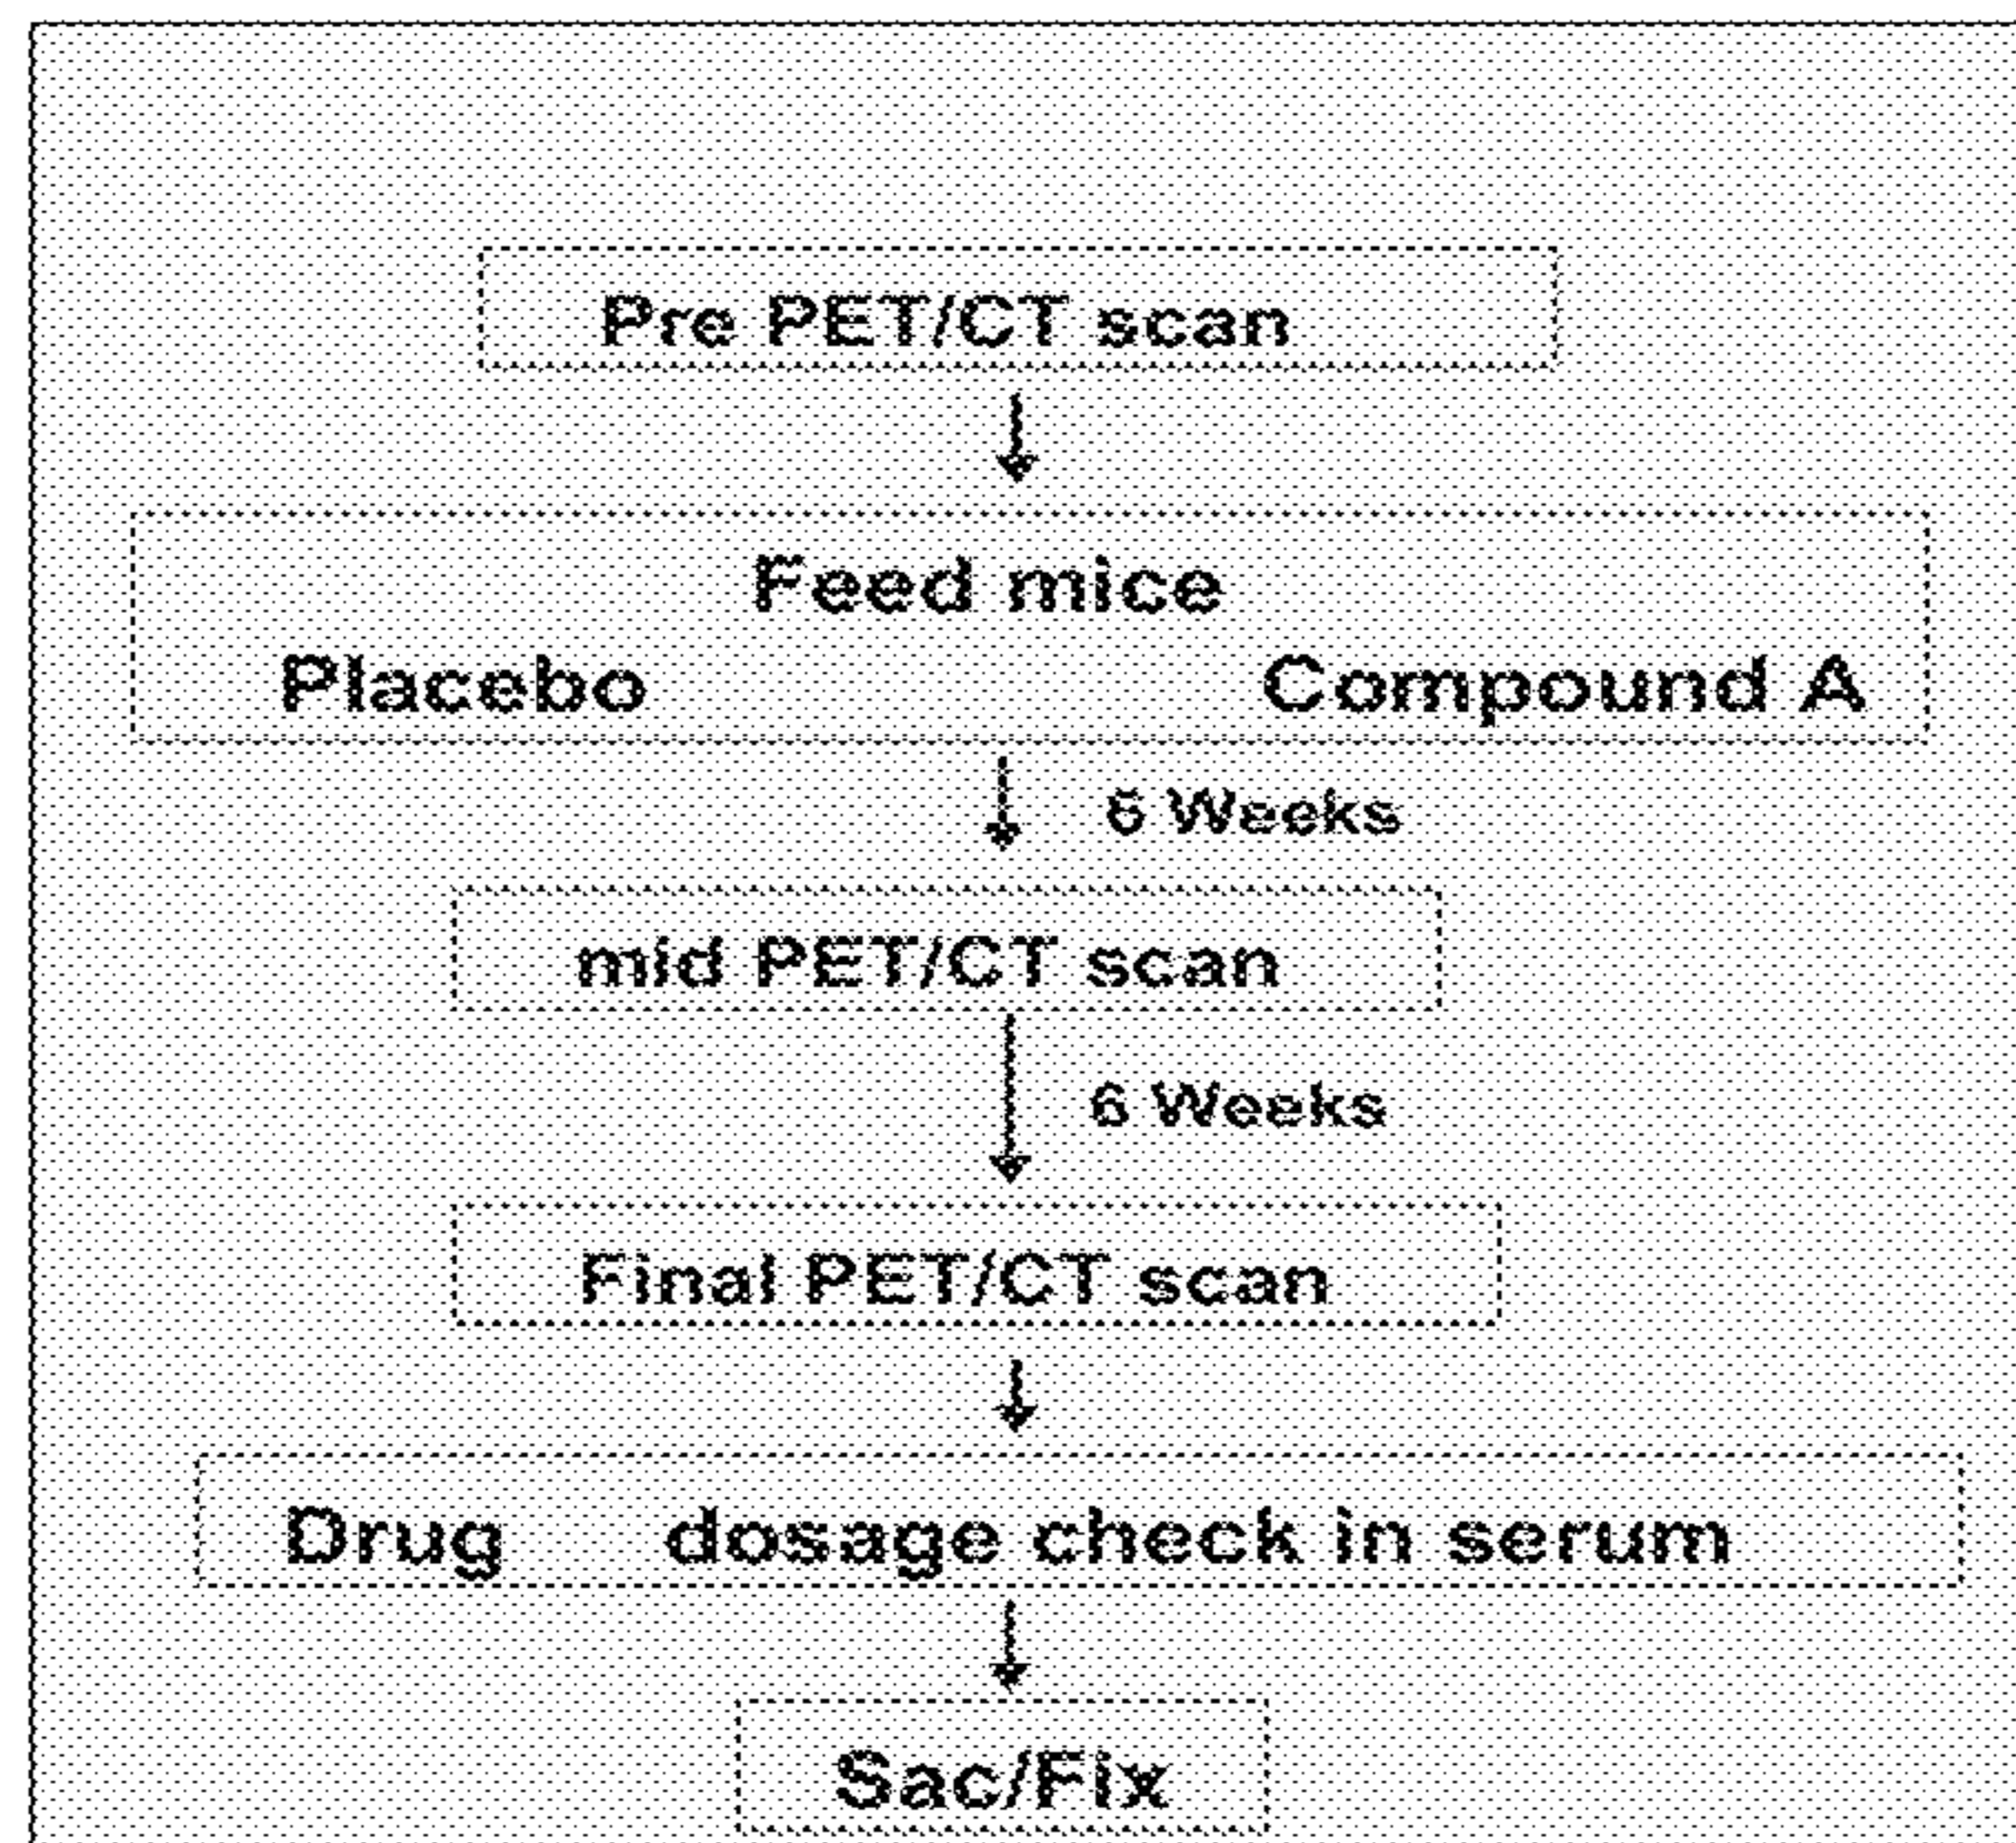 Pre PET/CT scan
Feed mice
Placebo Compound A
6 Weeks
mid PET/CT scan
6 Weeks
Final PET/CT scan
Drug dosage check in serum
Sac/Fix